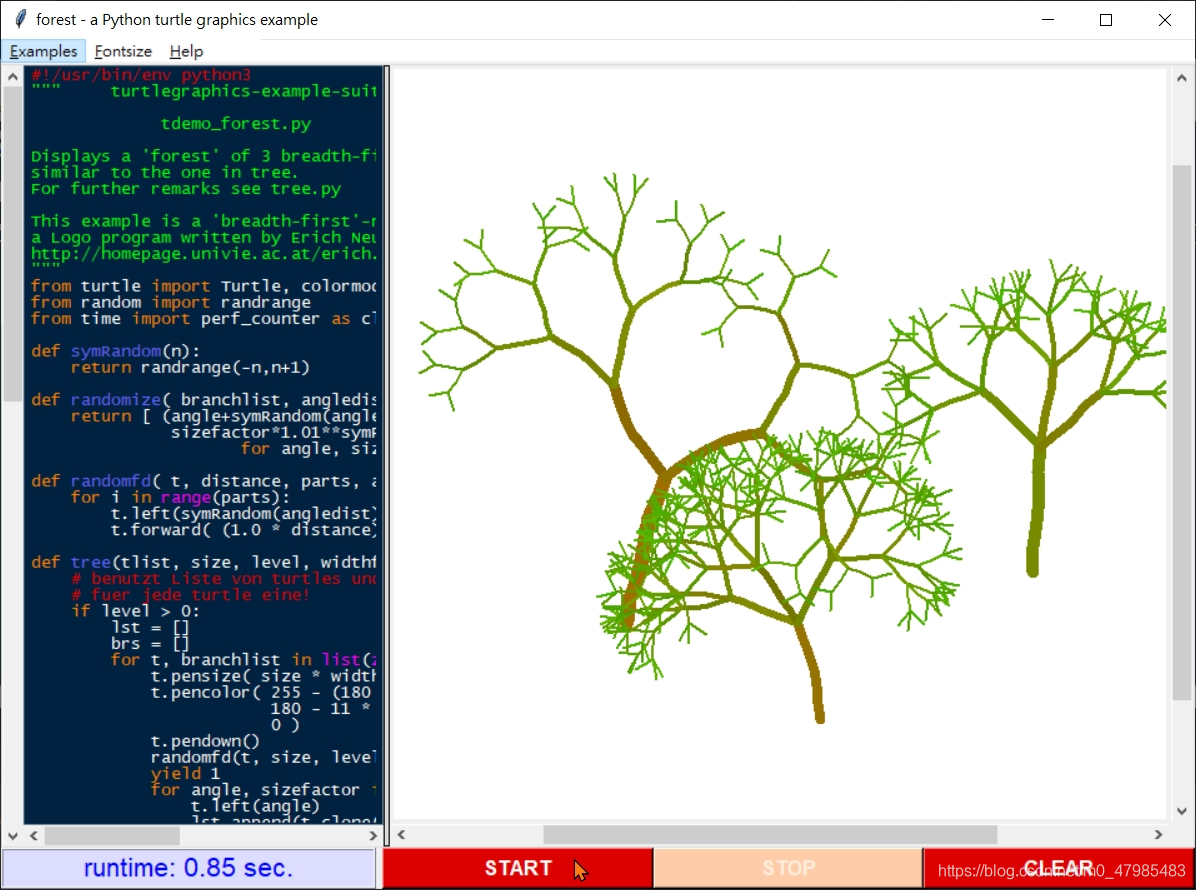 forest - a Python turtle graphics example
Examples Fontsize Help
#!/usr/bin/env python3
""" turtlegraphics-example-suit
tdemo_forest.py
Displays a 'forest' of 3 breadth-fi
similar to the one in tree.
For further remarks see tree.py
This example is a 'breadth-first'-r
a Logo program written by Erich Neu
http://homepage.univie.ac.at/erich.
"""
from turtle import Turtle, colormod
from random import randrange
from time import perf_counter as cl
def symRandom(n):
return randrange(-n,n+1)
def randomize( branchlist, angledis
return [ (angle+symRandom(angle
sizefactor*1.01**symR
for angle, siz
def randomfd( t, distance, parts, a
for i in range(parts):
t.left(symRandom(angledist)
t.forward( (1.0 * distance)
def tree(tlist, size, level, widthf
# benutzt Liste von turtles und
# fuer jede turtle eine!
if level > 0:
lst = []
brs = []
for t, branchlist in list(z
t.pensize( size * width
t.pencolor( 255 - (180
180 - 11 *
0 )
t.pendown()
randomfd(t, size, level
yield 1
for angle, sizefactor i
t.left(angle)
lst.append(t.clone(
runtime: 0.85 sec.
START
STOP
CLEAR